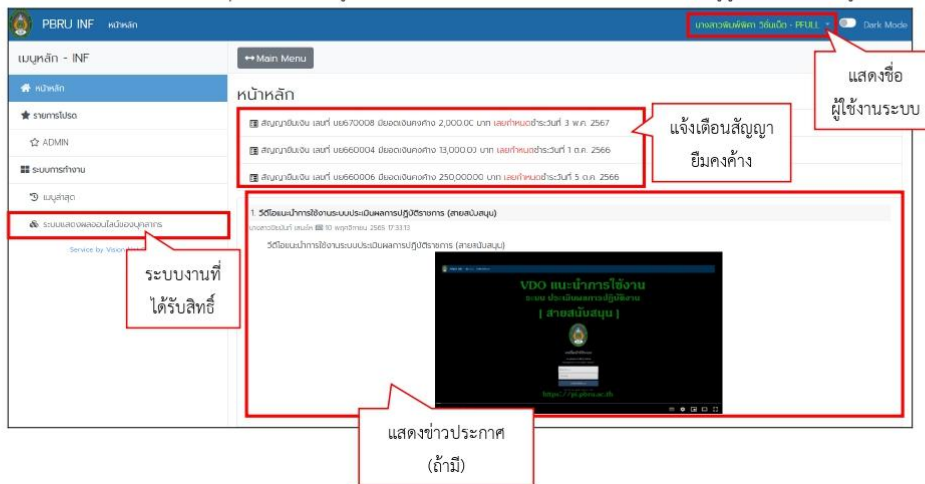 PBRU INF หน้าหลัก
นางสาวพิมพ์พิศา วิชั่นเน็ต - PFULL
Dark Mode
เมนูหลัก - INF
Main Menu
แสดงชื่อ
ผู้ใช้งานระบบ
หน้าหลัก
หน้าหลัก
รายการโปรด
ADMIN
ระบบการทำงาน
เมนูล่าสุด
ระบบแสดงผลออนไลน์ของบุคลากร
Service by Vision
สัญญายืมเงิน เลขที่ บย670008 มียอดเงินคงค้าง 2,000.00 บาท เลยกำหนดชำระวันที่ 3 พ.ค. 2567
สัญญายืมเงิน เลขที่ บย660004 มียอดเงินคงค้าง 13,000.00 บาท เลยกำหนดชำระวันที่ 1 ต.ค. 2566
สัญญายืมเงิน เลขที่ บย660006 มียอดเงินคงค้าง 250,000.00 บาท เลยกำหนดชำระวันที่ 5 ต.ค. 2566
แจ้งเตือนสัญญา
ยืมคงค้าง
1. วีดีโอแนะนำการใช้งานระบบประเมินผลการปฏิบัติราชการ (สายสนับสนุน)
10 พฤศจิกายน 2565 17:33:13
วีดีโอแนะนำการใช้งานระบบประเมินผลการปฏิบัติราชการ (สายสนับสนุน)
ระบบงานที่
ได้รับสิทธิ์
VDO แนะนำการใช้งาน
ระบบ ประเมินผลการปฏิบัติงาน
[ สายสนับสนุน ]
https://pi.pbru.ac.th
แสดงข่าวประกาศ
(ถ้ามี)